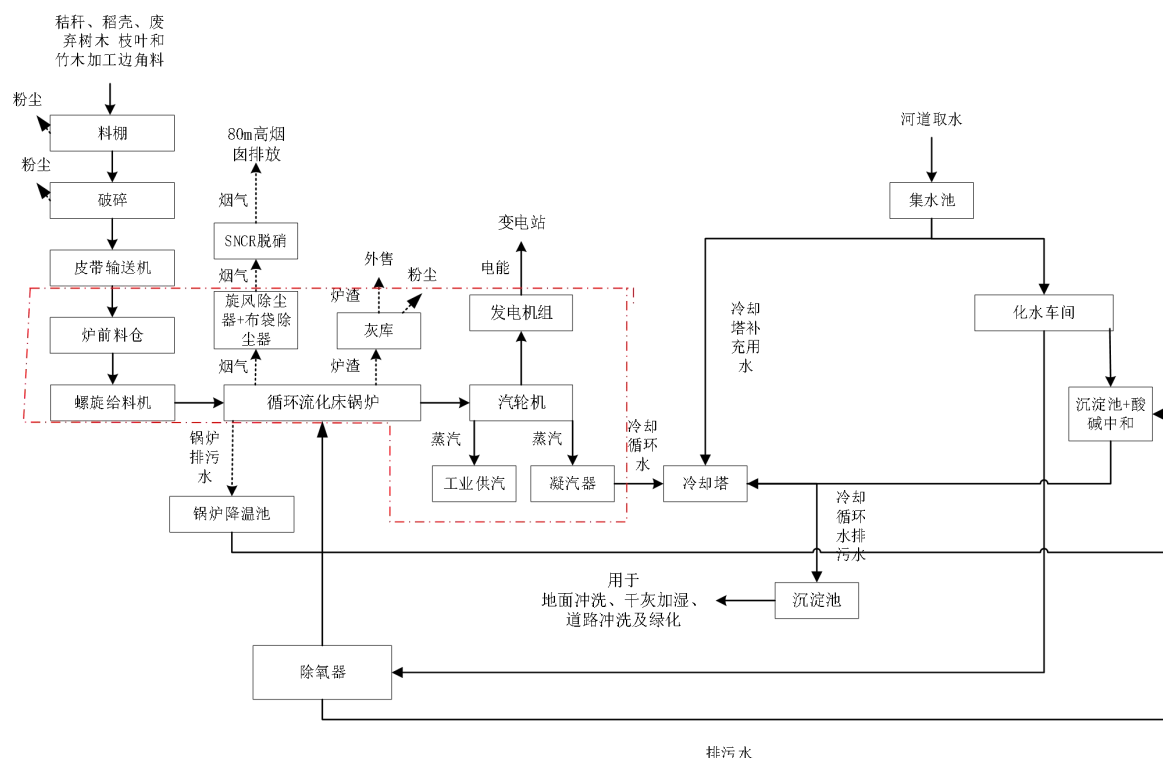 秸秆、稻壳、废
弃树木 枝叶和
竹木加工边角料
粉尘
料棚
粉尘
破碎
皮带输送机
炉前料仓
螺旋给料机
80m高烟
囱排放
烟气
SNCR脱硝
烟气
旋风除尘
器+布袋除
尘器
烟气
循环流化床锅炉
外售
炉渣
粉尘
灰库
炉渣
变电站
电能
发电机组
汽轮机
蒸汽
蒸汽
工业供汽
凝汽器
冷却
循环
水
锅炉
排污
水
锅炉降温池
河道取水
集水池
冷却
塔补
充用
水
化水车间
沉淀池+酸
碱中和
冷却塔
冷却
循环
水排
污水
沉淀池
用于
地面冲洗、干灰加湿、
道路冲洗及绿化
除氧器
排污水